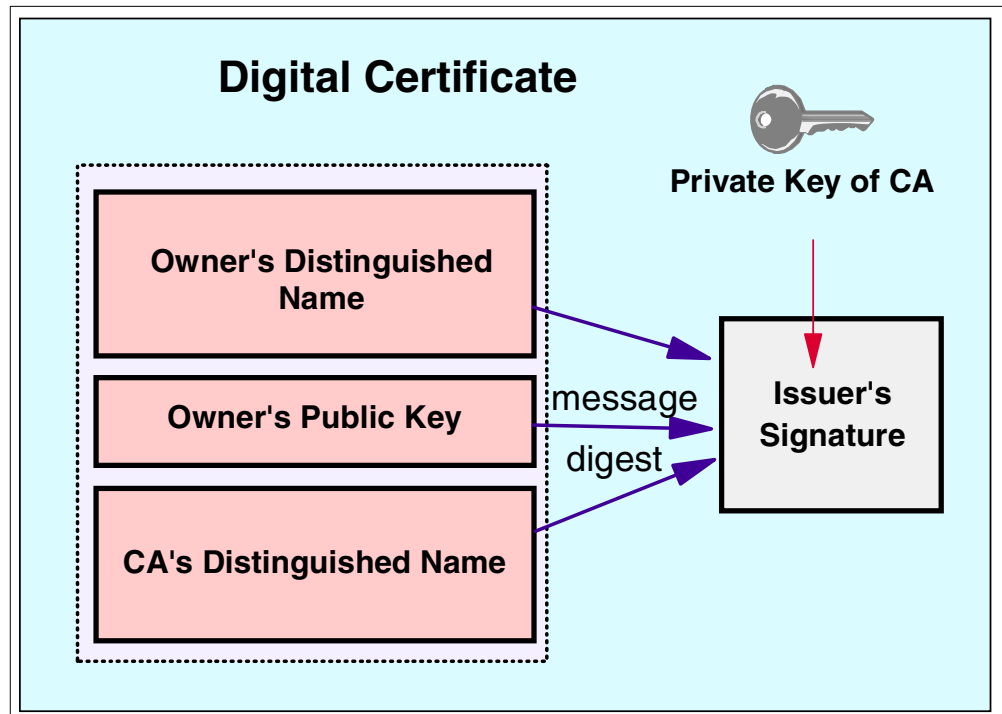 Digital Certificate
Private Key of CA
Owner's Distinguished
Name
Owner's Public Key
CA's Distinguished Name
message
digest
Issuer's
Signature